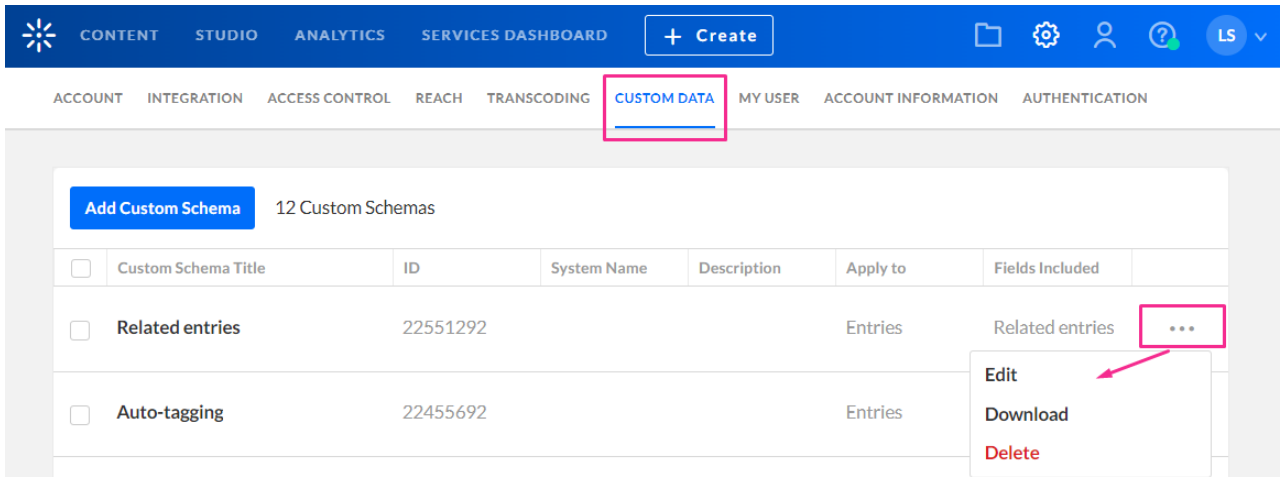 CONTENT STUDIO ANALYTICS SERVICES DASHBOARD + Create LS
ACCOUNT INTEGRATION ACCESS CONTROL REACH TRANSCODING CUSTOM DATA MY USER ACCOUNT INFORMATION AUTHENTICATION
Add Custom Schema 12 Custom Schemas
Custom Schema Title ID System Name Description Apply to Fields Included
Related entries 22551292 Entries Related entries
Edit
Auto-tagging 22455692 Entries Download
Delete